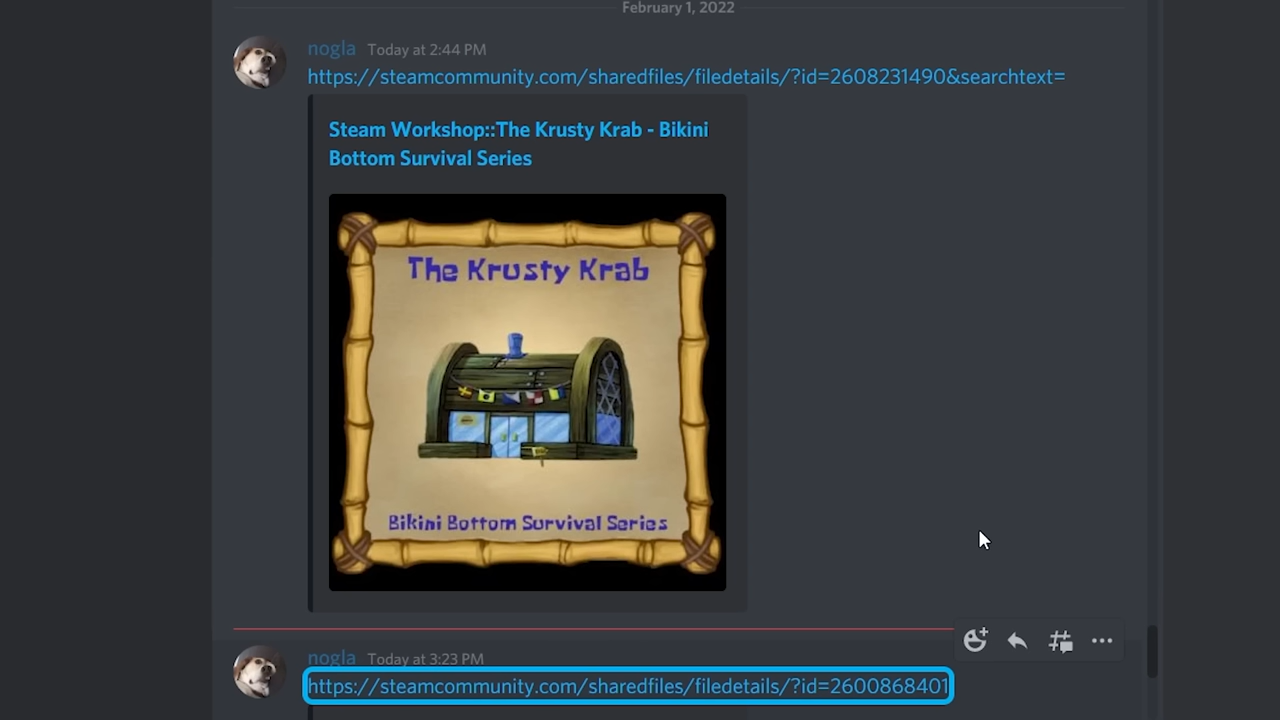 February 1, 2022
nogla Today at 2:44 PM
https://steamcommunity.com/sharedfiles/filedetails/?id=2608231490&searchtext=
Steam Workshop::The Krusty Krab - Bikini
Bottom Survival Series
The Krusty Krab
Bikini Bottom Survival Series
nogla Today at 3:23 PM
https://steamcommunity.com/sharedfiles/filedetails/?id=2600868401